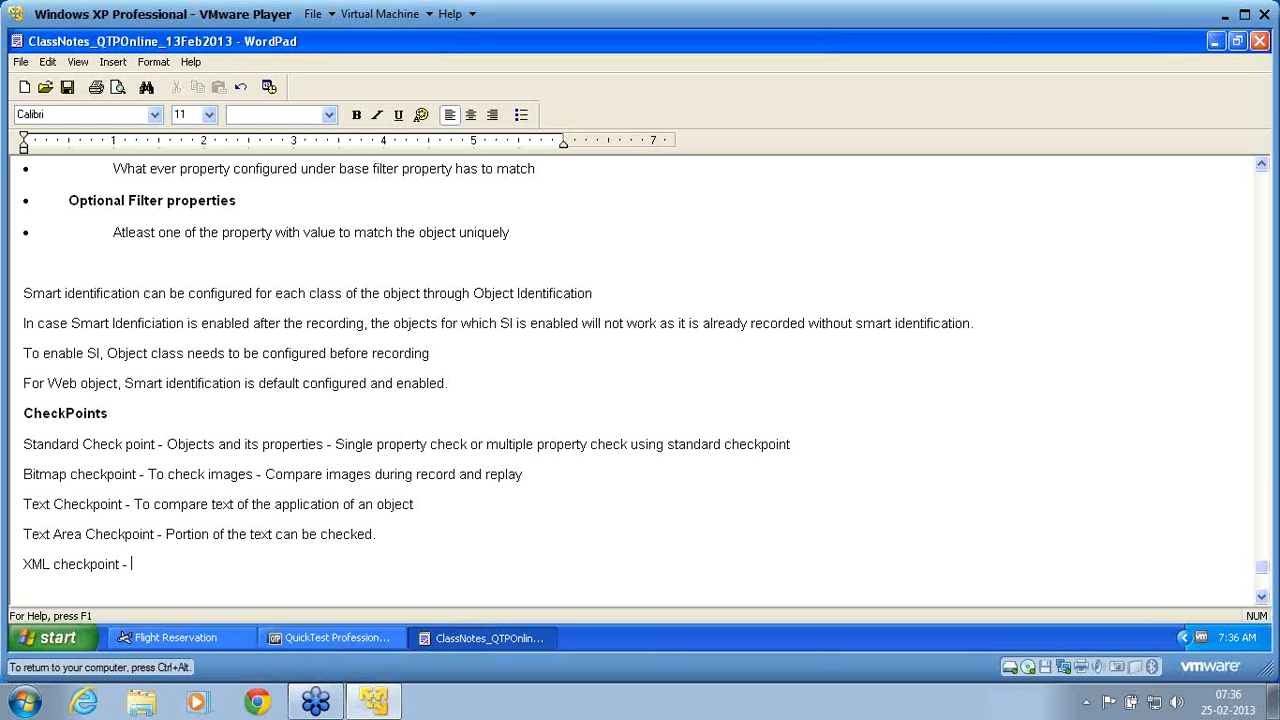 Windows XP Professional - VMware Player File Virtual Machine Help
ClassNotes_QTPOnline_13Feb2013 - WordPad
File Edit View Insert Format Help
Calibri 11 B I U
1 2 3 4 5 7
• What ever property configured under base filter property has to match
• Optional Filter properties
• Atleast one of the property with value to match the object uniquely
Smart identification can be configured for each class of the object through Object Identification
In case Smart Idenficiation is enabled after the recording, the objects for which SI is enabled will not work as it is already recorded without smart identification.
To enable SI, Object class needs to be configured before recording
For Web object, Smart identification is default configured and enabled.
CheckPoints
Standard Check point - Objects and its properties - Single property check or multiple property check using standard checkpoint
Bitmap checkpoint - To check images - Compare images during record and replay
Text Checkpoint - To compare text of the application of an object
Text Area Checkpoint - Portion of the text can be checked.
XML checkpoint -
For Help, press F1 NUM
start Flight Reservation QuickTest Profession... ClassNotes_QTPOnlin... 7:36 AM
To return to your computer, press Ctrl+Alt. vmware
07:36
25-02-2013